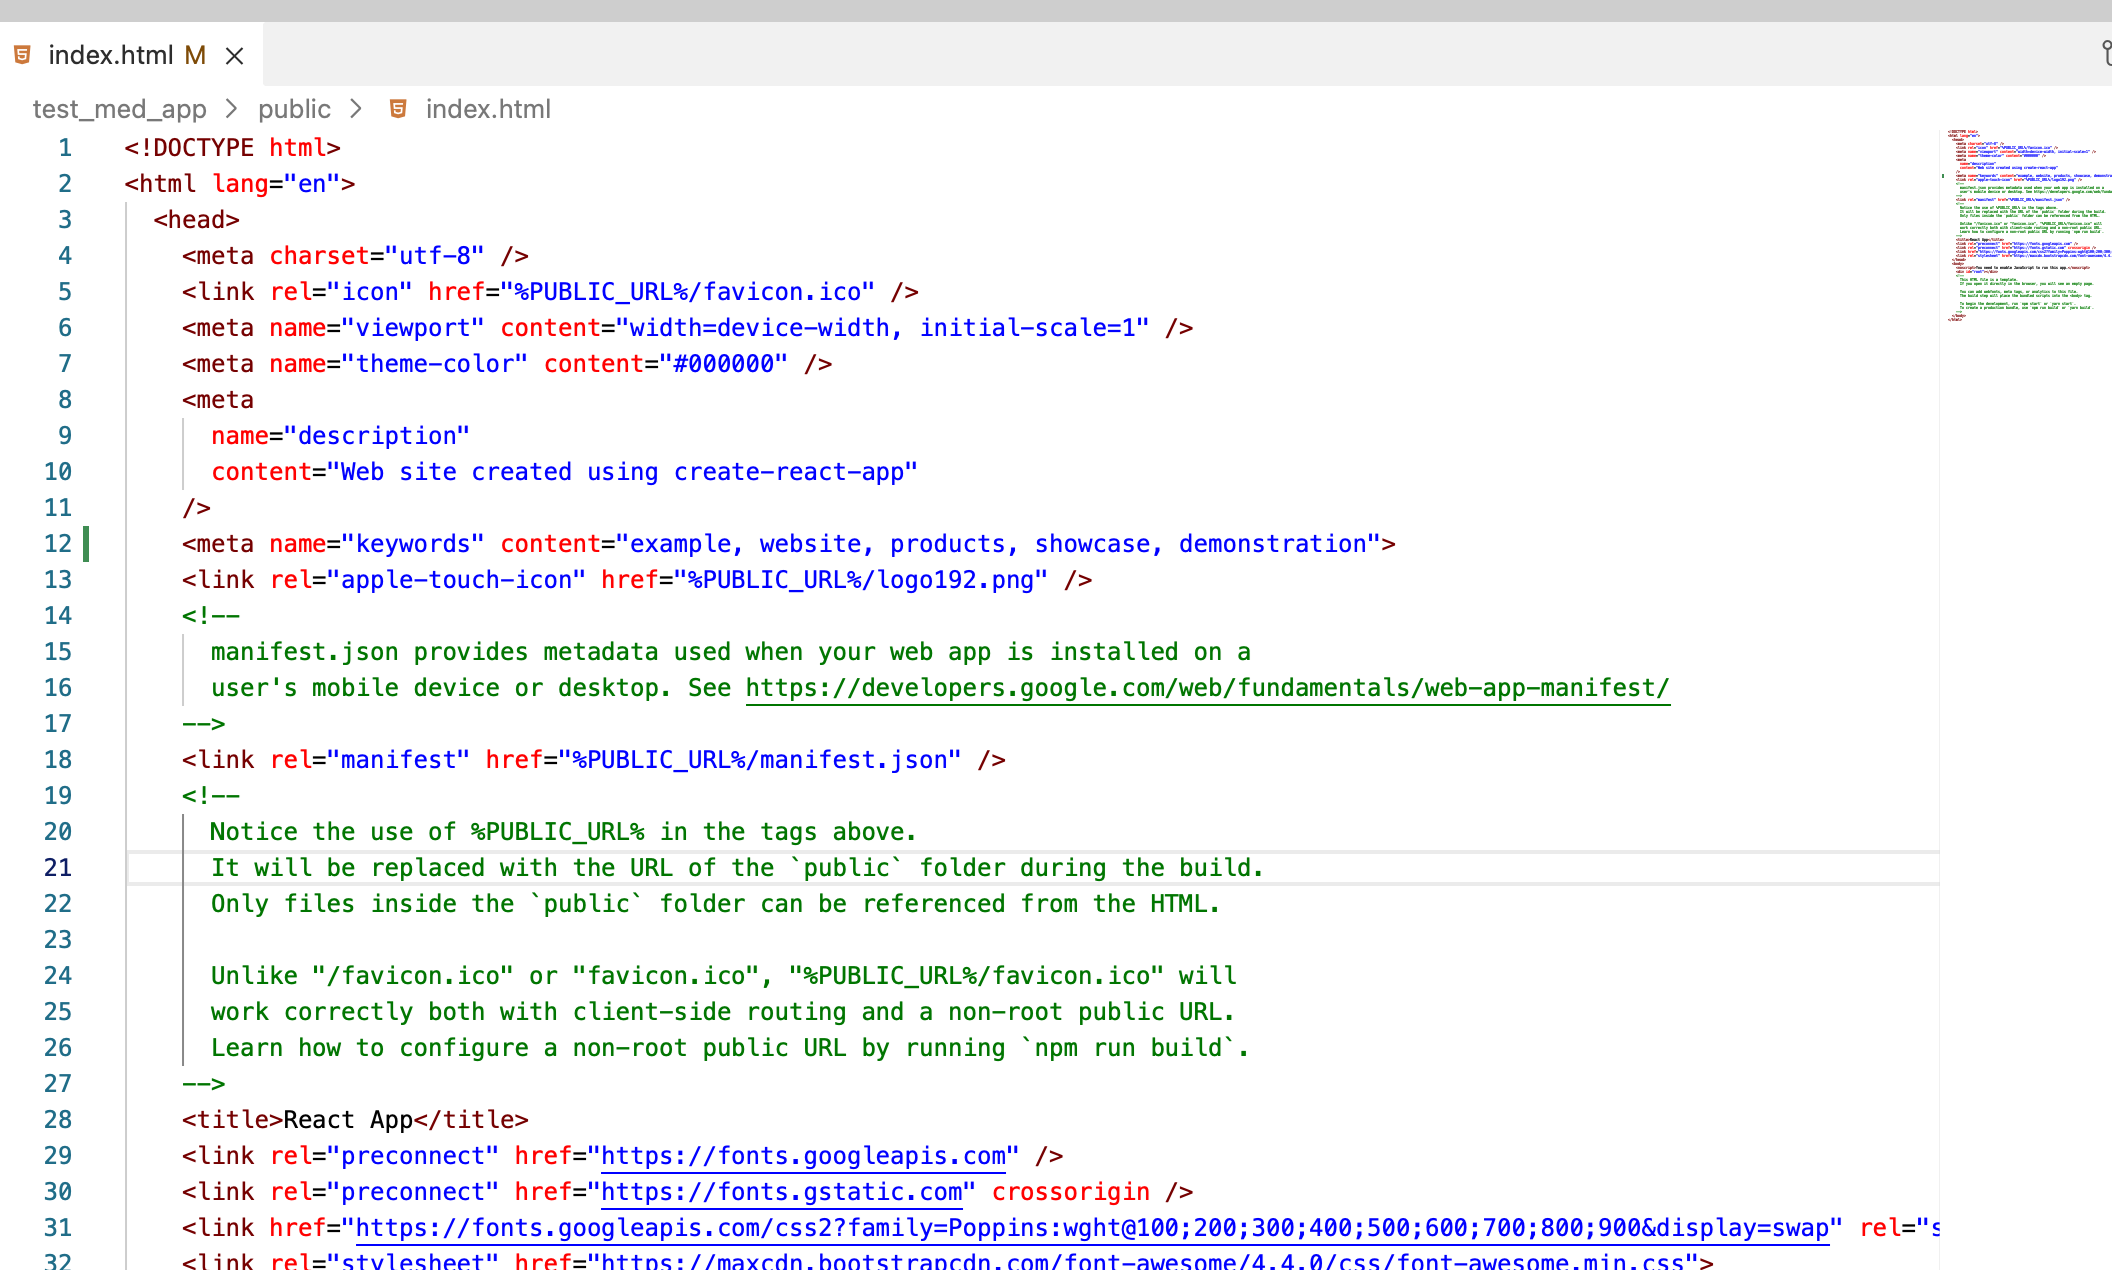 index.html M
test_med_app > public > index.html
1 <!DOCTYPE html>
2 <html lang="en">
3 <head>
4 <meta charset="utf-8" />
5 <link rel="icon" href="%PUBLIC_URL%/favicon.ico" />
6 <meta name="viewport" content="width=device-width, initial-scale=1" />
7 <meta name="theme-color" content="#000000" />
8 <meta
9 name="description"
10 content="Web site created using create-react-app"
11 />
12 <meta name="keywords" content="example, website, products, showcase, demonstration">
13 <link rel="apple-touch-icon" href="%PUBLIC_URL%/logo192.png" />
14 <!--
15 manifest.json provides metadata used when your web app is installed on a
16 user's mobile device or desktop. See https://developers.google.com/web/fundamentals/web-app-manifest/
17 -->
18 <link rel="manifest" href="%PUBLIC_URL%/manifest.json" />
19 <!--
20 Notice the use of %PUBLIC_URL% in the tags above.
21 It will be replaced with the URL of the `public` folder during the build.
22 Only files inside the `public` folder can be referenced from the HTML.
23
24 Unlike "/favicon.ico" or "favicon.ico", "%PUBLIC_URL%/favicon.ico" will
25 work correctly both with client-side routing and a non-root public URL.
26 Learn how to configure a non-root public URL by running `npm run build`.
27 -->
28 <title>React App</title>
29 <link rel="preconnect" href="https://fonts.googleapis.com" />
30 <link rel="preconnect" href="https://fonts.gstatic.com" crossorigin />
31 <link href="https://fonts.googleapis.com/css2?family=Poppins:wght@100;200;300;400;500;600;700;800;900&display=swap" rel="s
32 <link rel="stylesheet" href="https://maxcdn.bootstrapcdn.com/font-awesome/4.4.0/css/font-awesome.min.css">